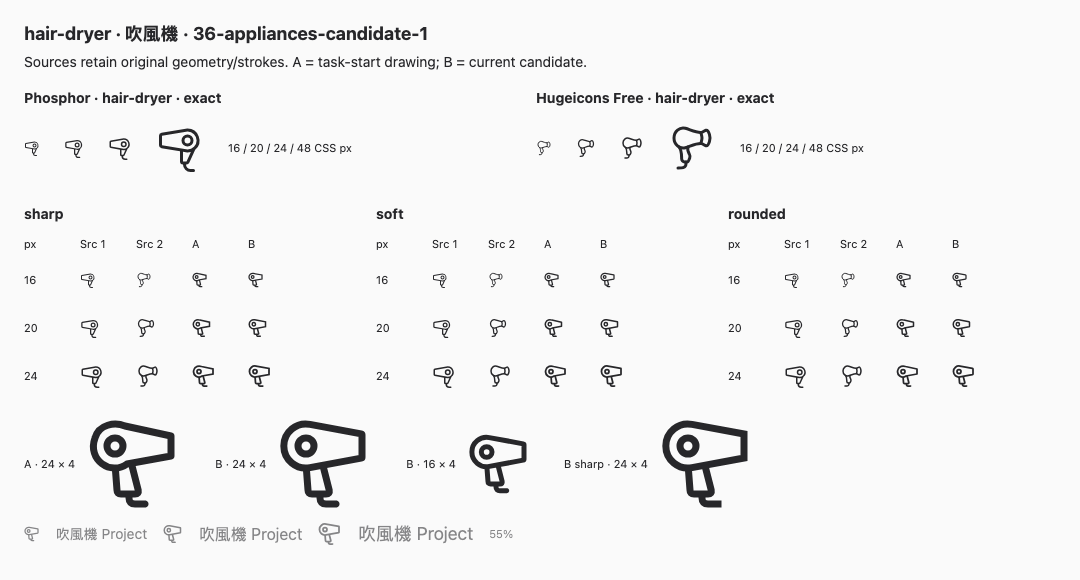 hair-dryer · 吹風機 · 36-appliances-candidate-1
Sources retain original geometry/strokes. A = task-start drawing; B = current candidate.
Phosphor · hair-dryer · exact
Hugeicons Free · hair-dryer · exact
16 / 20 / 24 / 48 CSS px
16 / 20 / 24 / 48 CSS px
sharp
soft
rounded
px Src 1 Src 2 A B
px Src 1 Src 2 A B
px Src 1 Src 2 A B
16
16
16
20
20
20
24
24
24
A · 24 × 4
B · 24 × 4
B · 16 × 4
B sharp · 24 × 4
吹風機 Project
吹風機 Project
吹風機 Project
55%